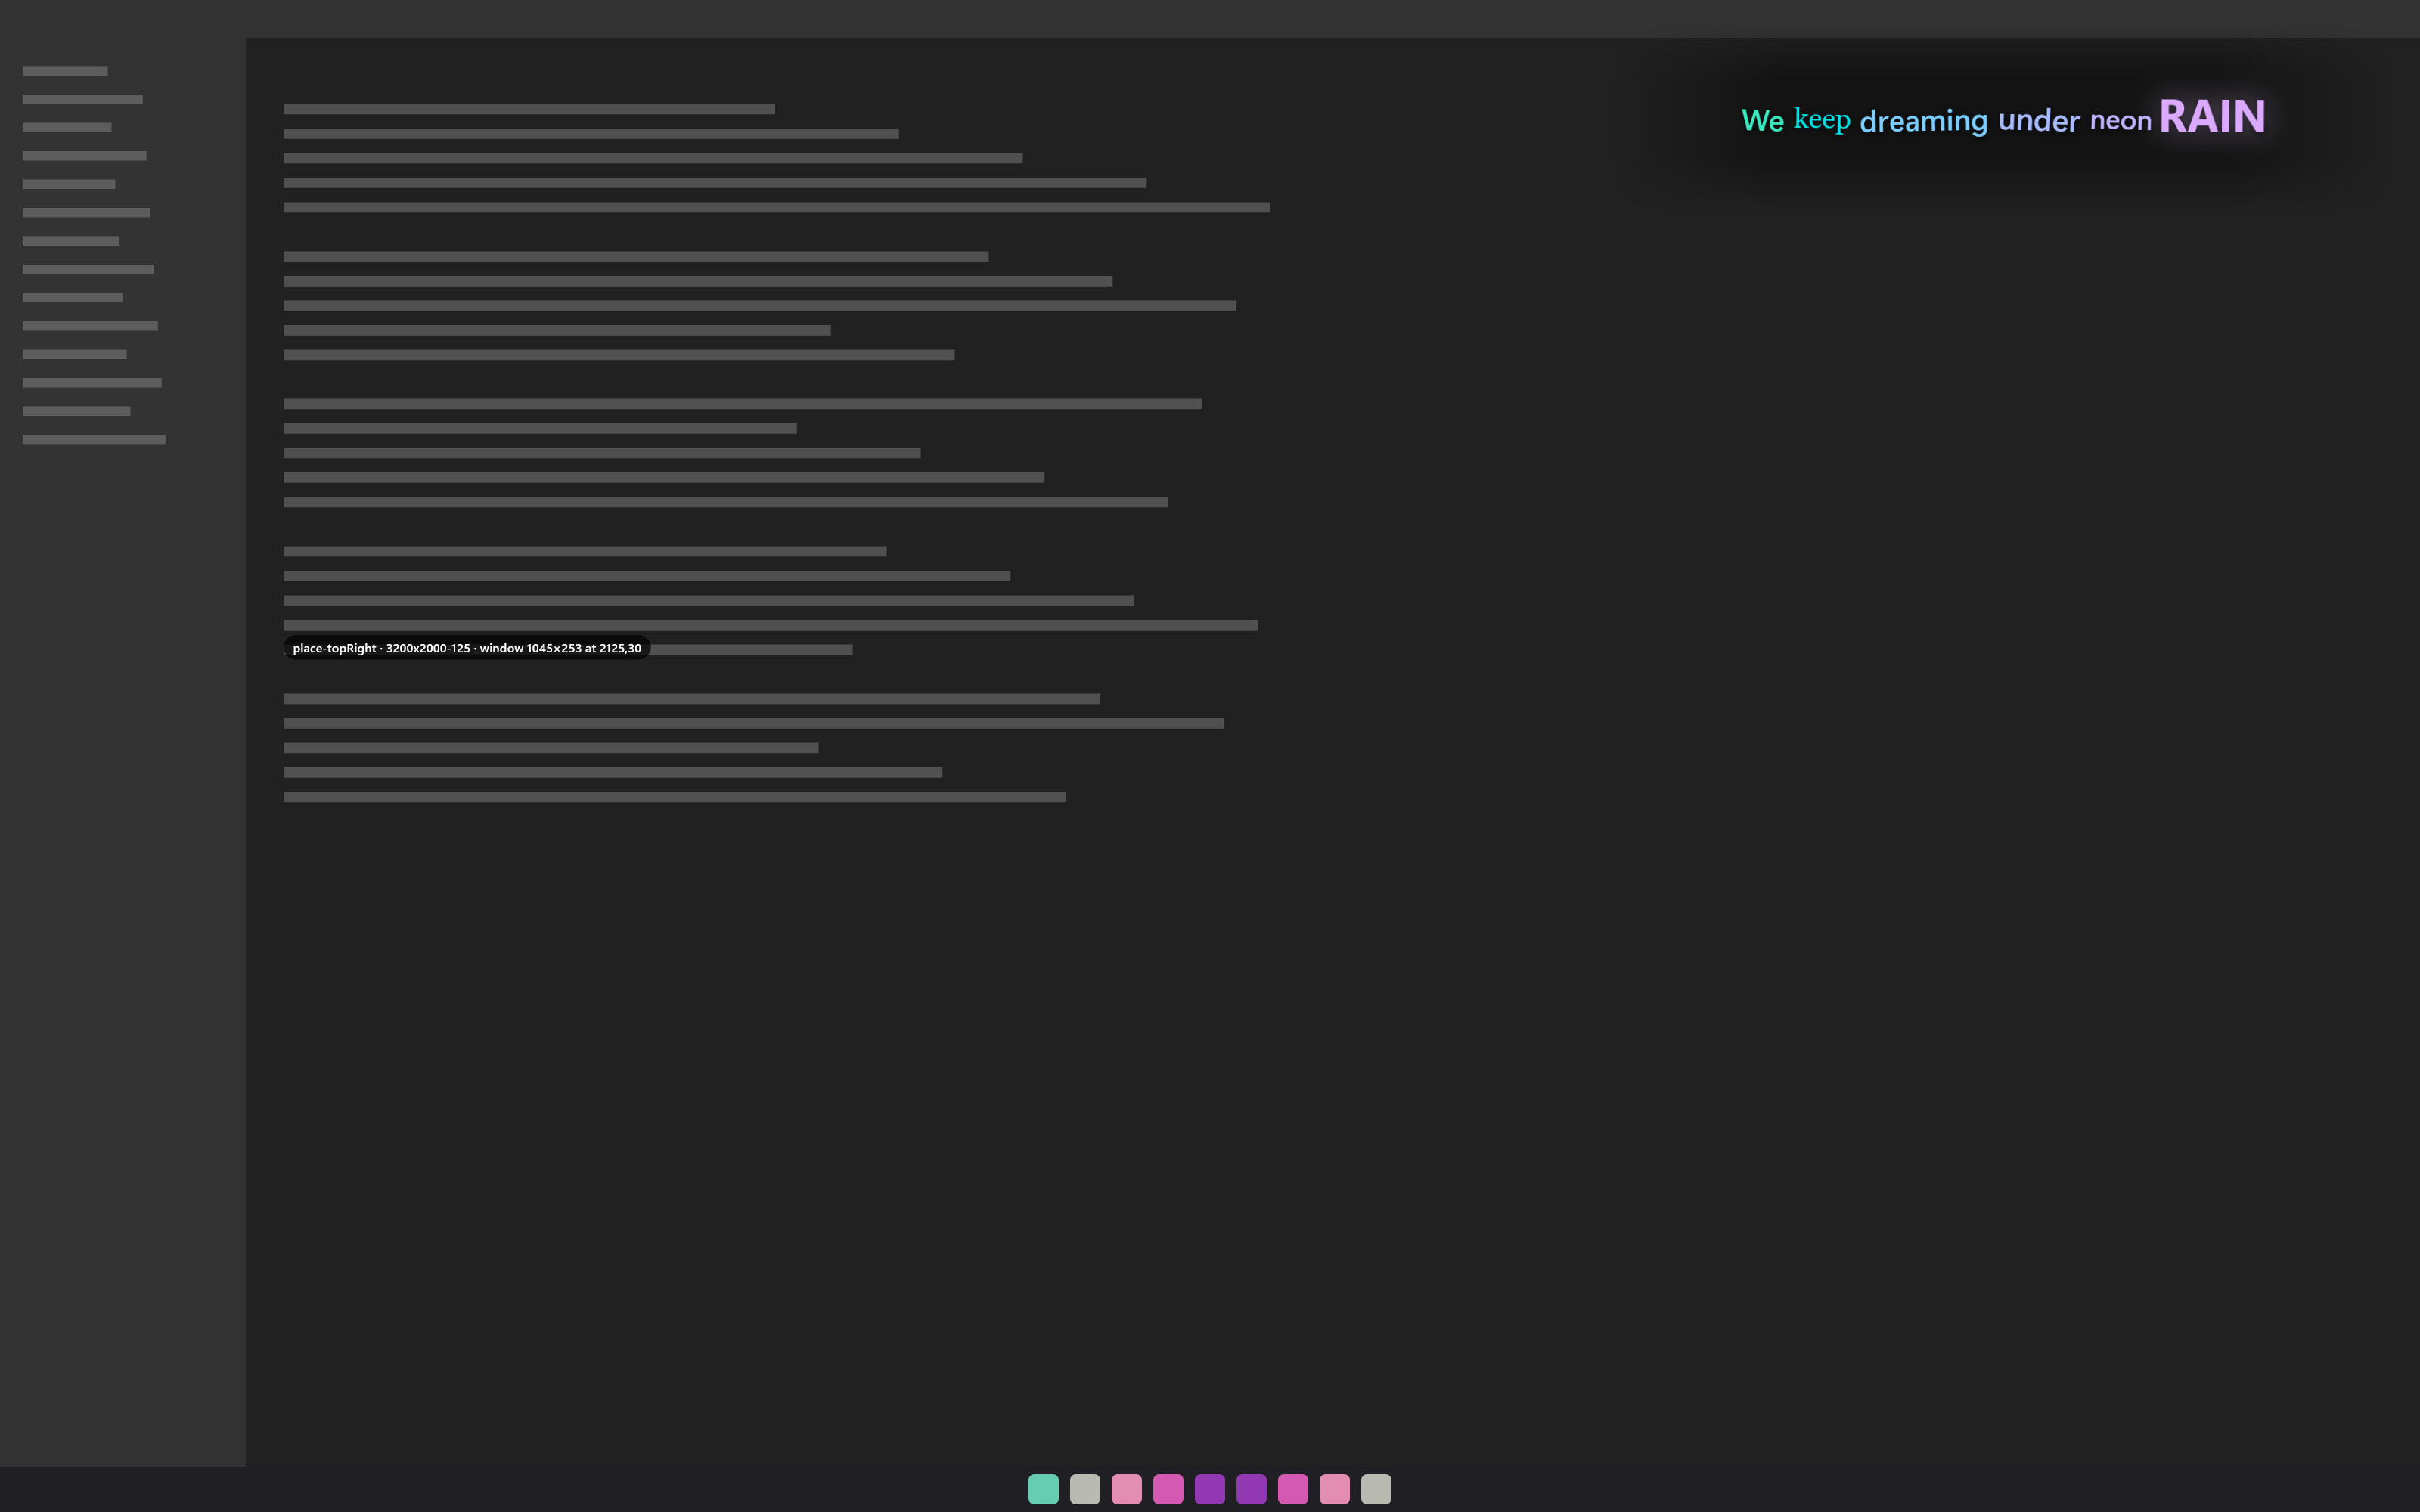 We keep dreaming under neon RAIN
place-topRight · 3200x2000-125 · window 1045×253 at 2125,30